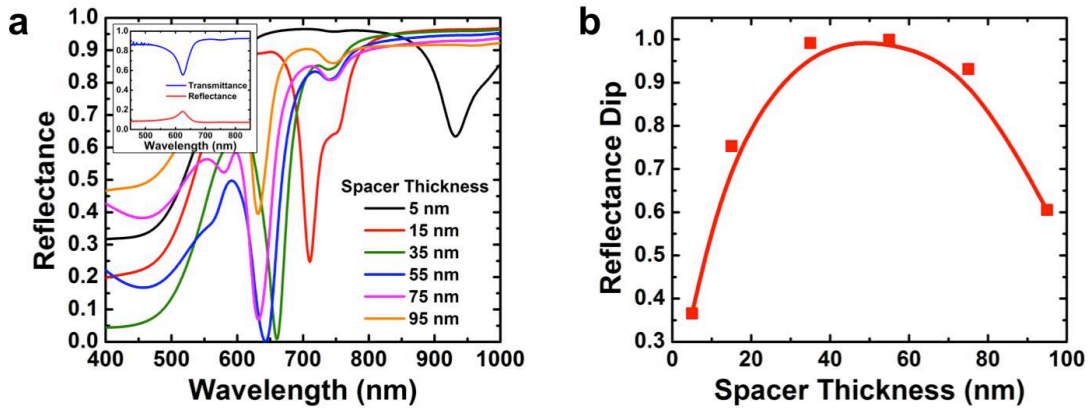 a
1.0
0.9
0.8
0.7
0.6
0.5
0.4
0.3
0.2
0.1
0.0
Reflectance
400 500 600 700 800 900 1000
Wavelength (nm)
1.0
0.8
0.6
0.4
0.2
0.0
Transmittance
Reflectance
500 600 700 800
Wavelength (nm)
Spacer Thickness
5 nm
15 nm
35 nm
55 nm
75 nm
95 nm
b
1.0
0.9
0.8
0.7
0.6
0.5
0.4
0.3
Reflectance Dip
0 20 40 60 80 100
Spacer Thickness (nm)